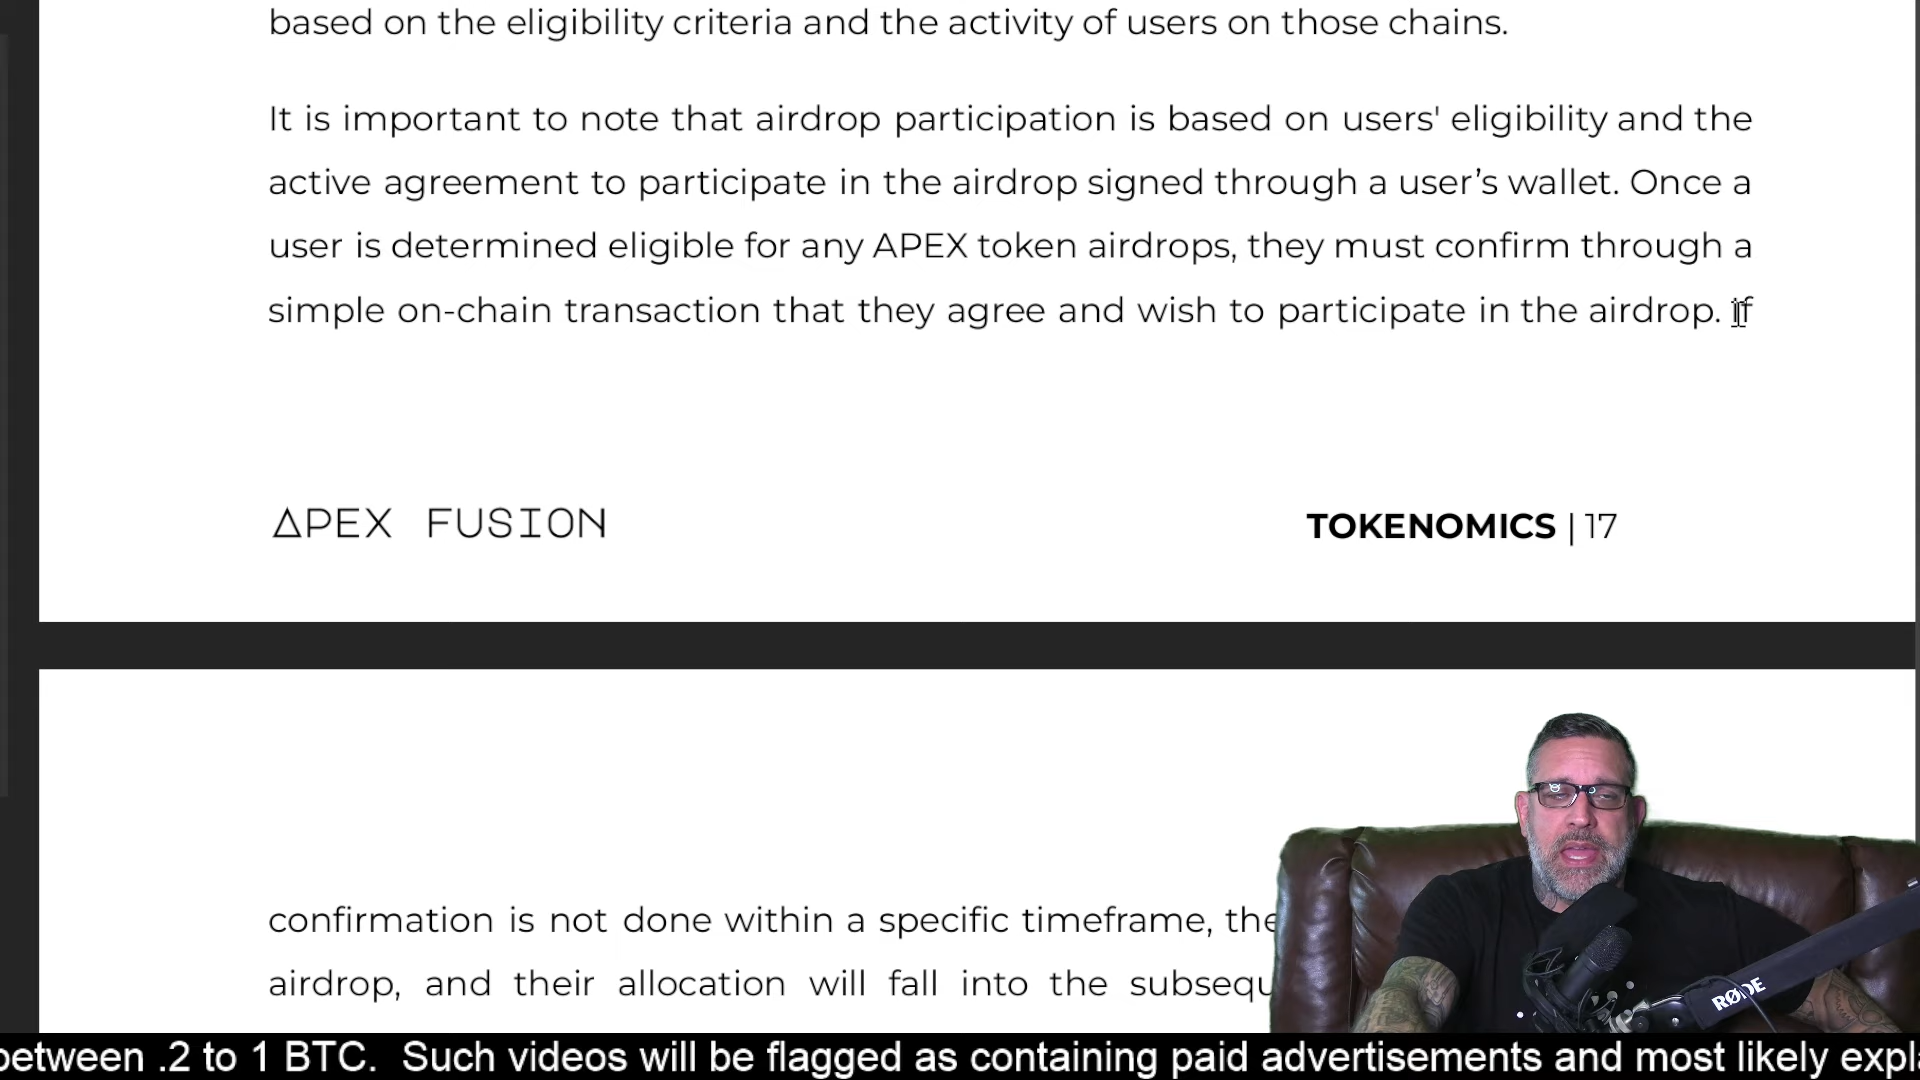 based on the eligibility criteria and the activity of users on those chains.
It is important to note that airdrop participation is based on users' eligibility and the
active agreement to participate in the airdrop signed through a user’s wallet. Once a
user is determined eligible for any APEX token airdrops, they must confirm through a
simple on-chain transaction that they agree and wish to participate in the airdrop. If
ΔPEX FUSION
TOKENOMICS | 17
confirmation is not done within a specific timeframe, the
airdrop, and their allocation will fall into the
RØDE
between .2 to 1 BTC. Such videos will be flagged as containing paid advertisements and most likely